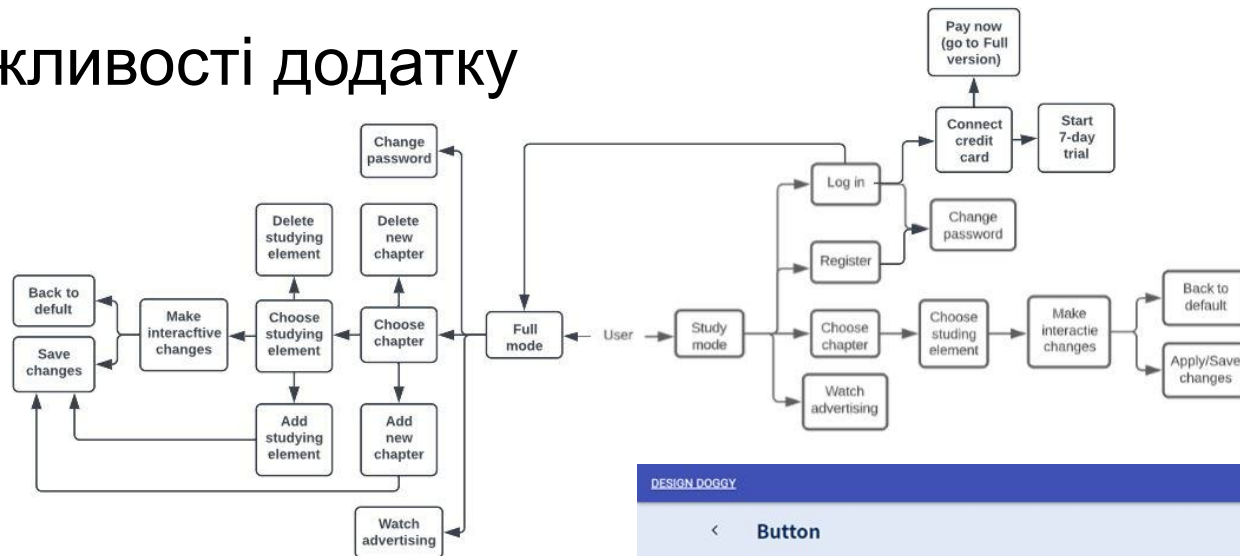 жливості додатку
Pay now
(go to Full
version)
Connect
credit
card
Start
7-day
trial
Change
password
Log in
Delete
studying
element
Delete
new
chapter
Change
password
Register
Back to
defult
Make
interacftive
changes
Choose
studying
element
Choose
chapter
Full
mode
User
Study
mode
Choose
chapter
Choose
studing
element
Make
interactie
changes
Back to
default
Save
changes
Apply/Save
changes
Watch
advertising
Add
studying
element
Add
new
chapter
Watch
advertising
DESIGN DOGGY
< Button